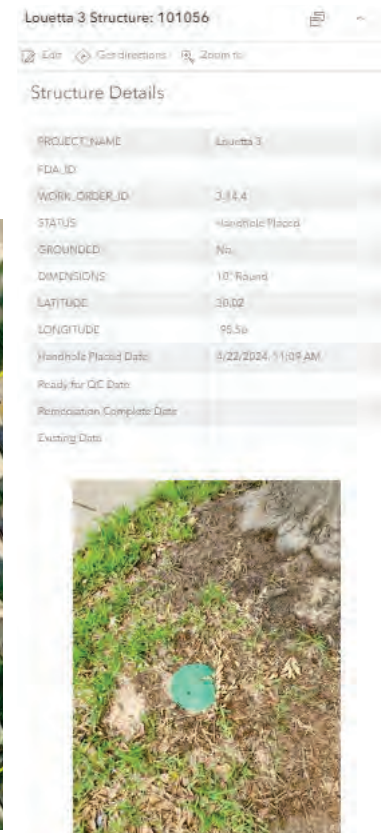 Louetta 3 Structure: 101056
Edit Get directions Zoom to
Structure Details
PROJECT_NAME Louetta 3
FDA_ID
WORK_ORDER_ID 3.14.4
STATUS Handhole Placed
GROUNDED No
DIMENSIONS 10" Round
LATITUDE 30.02
LONGITUDE -95.56
Handhole Placed Date 4/22/2024, 11:09 AM
Ready for QC Date
Remediation Complete Date
Existing Date